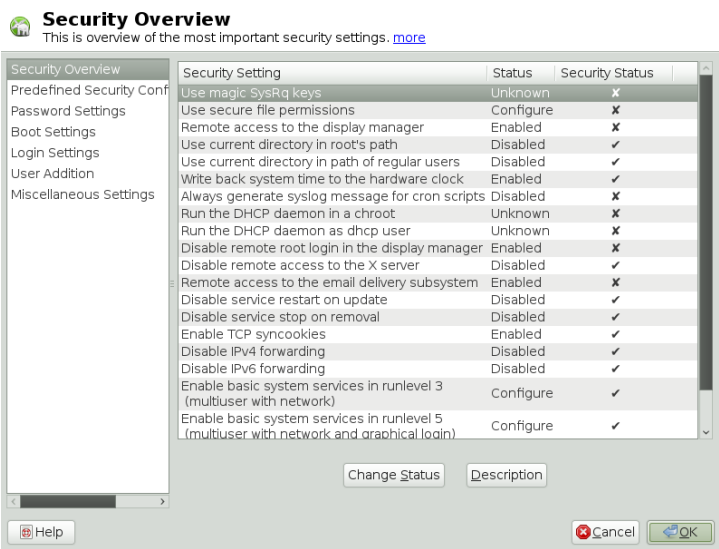 Security Overview
This is overview of the most important security settings. more
Security Overview
Predefined Security Conf
Password Settings
Boot Settings
Login Settings
User Addition
Miscellaneous Settings
Security Setting Status Security Status
Use magic SysRq keys Unknown ✘
Use secure file permissions Configure ✘
Remote access to the display manager Enabled ✘
Use current directory in root's path Disabled ✔
Use current directory in path of regular users Disabled ✔
Write back system time to the hardware clock Enabled ✔
Always generate syslog message for cron scripts Disabled ✘
Run the DHCP daemon in a chroot Unknown ✘
Run the DHCP daemon as dhcp user Unknown ✘
Disable remote root login in the display manager Enabled ✘
Disable remote access to the X server Disabled ✔
Remote access to the email delivery subsystem Enabled ✘
Disable service restart on update Disabled ✔
Disable service stop on removal Disabled ✔
Enable TCP syncookies Enabled ✔
Disable IPv4 forwarding Disabled ✔
Disable IPv6 forwarding Disabled ✔
Enable basic system services in runlevel 3
(multiuser with network) Configure ✔
Enable basic system services in runlevel 5
(multiuser with network and graphical login) Configure ✔
Change Status Description
Help Cancel OK